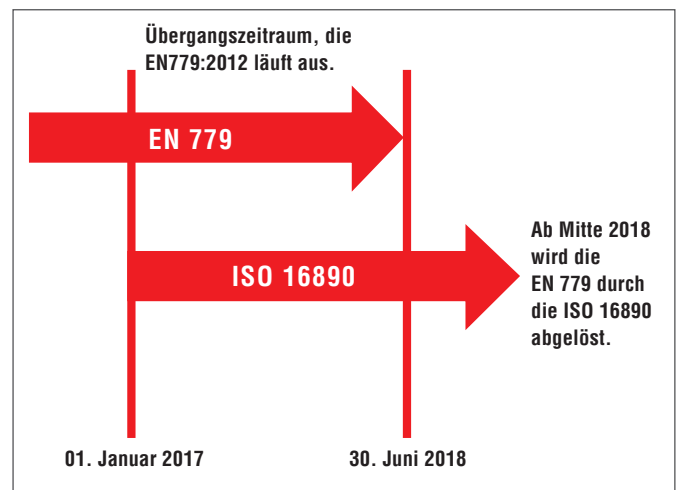 Übergangszeitraum, die
EN779:2012 läuft aus.
EN 779
ISO 16890
Ab Mitte 2018
wird die
EN 779 durch
die ISO 16890
abgelöst.
01. Januar 2017
30. Juni 2018